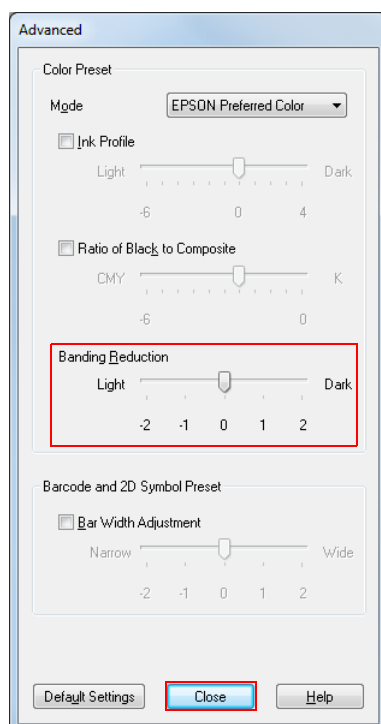 Advanced
Color Preset
Mode EPSON Preferred Color
Ink Profile
Light Dark
-6 0 4
Ratio of Black to Composite
CMY K
-6 0
Banding Reduction
Light Dark
-2 -1 0 1 2
Barcode and 2D Symbol Preset
Bar Width Adjustment
Narrow Wide
-2 -1 0 1 2
Default Settings Close Help